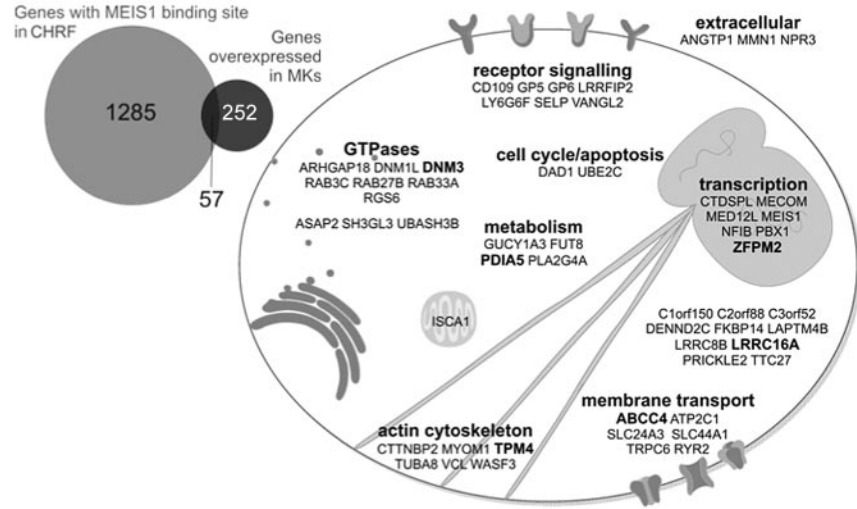 Genes with MEIS1 binding site
in CHRF
Genes
overexpressed
in MKs
1285
252
57
extracellular
ANGTP1 MMN1 NPR3
receptor signalling
CD109 GP5 GP6 LRRFIP2
LY6G6F SELP VANGL2
GTPases
ARHGAP18 DNM1L DNM3
RAB3C RAB27B RAB33A
RGS6
ASAP2 SH3GL3 UBASH3B
cell cycle/apoptosis
DAD1 UBE2C
transcription
CTDSPL MECOM
MED12L MEIS1
NFIB PBX1
ZFPM2
metabolism
GUCY1A3 FUT8
PDIA5 PLA2G4A
ISCA1
C1orf150 C2orf88 C3orf52
DENND2C FKBP14 LAPTM4B
LRRC8B LRRC16A
PRICKLE2 TTC27
membrane transport
ABCC4 ATP2C1
SLC24A3 SLC44A1
TRPC6 RYR2
actin cytoskeleton
CTTNBP2 MYOM1 TPM4
TUBA8 VCL WASF3